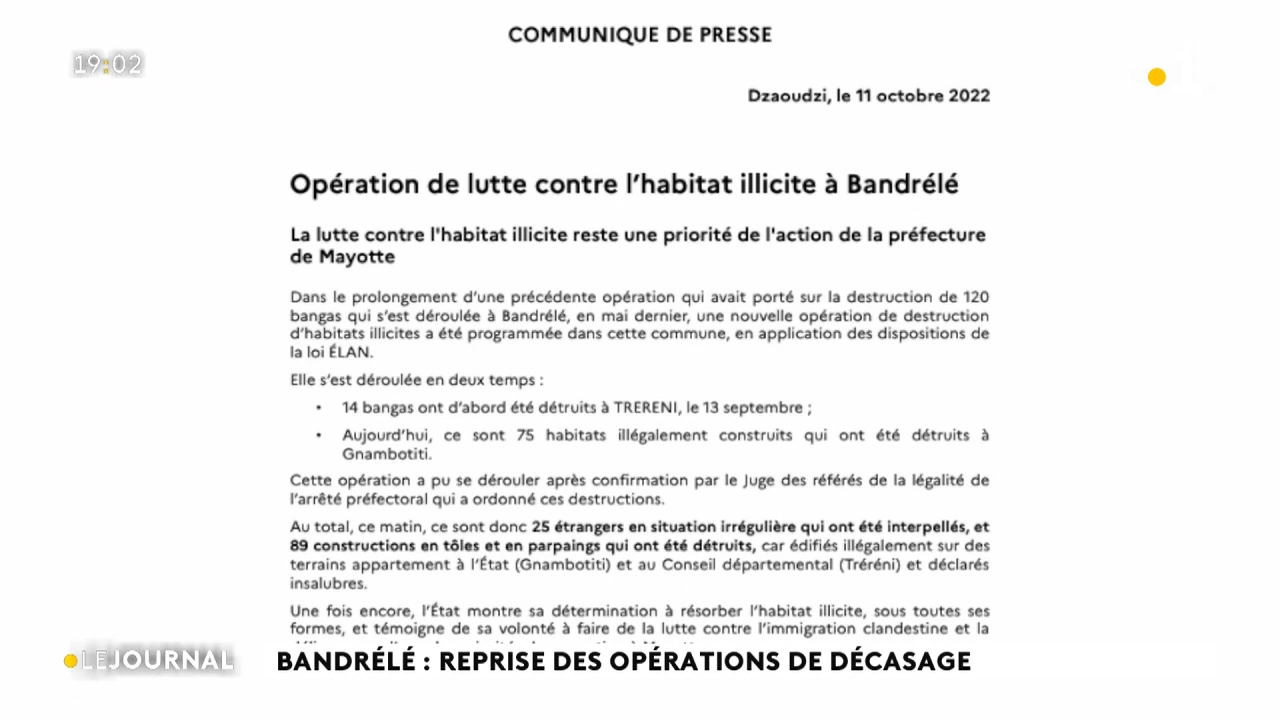 COMMUNIQUE DE PRESSE
19:02
Dzaoudzi, le 11 octobre 2022
Opération de lutte contre l'habitat illicite à Bandrélé
La lutte contre l'habitat illicite reste une priorité de l'action de la préfecture
de Mayotte
Dans le prolongement d'une précédente opération qui avait porté sur la destruction de 120
bangas qui s'est déroulée à Bandrélé, en mai dernier, une nouvelle opération de destruction
d'habitats illicites a été programmée dans cette commune, en application des dispositions de
la loi ÉLAN.
Elle s'est déroulée en deux temps :
• 14 bangas ont d'abord été détruits à TRERENI, le 13 septembre ;
• Aujourd'hui, ce sont 75 habitats illégalement construits qui ont été détruits à
Gnambotiti.
Cette opération a pu se dérouler après confirmation par le Juge des référés de la légalité de
l'arrêté préfectoral qui a ordonné ces destructions.
Au total, ce matin, ce sont donc 25 étrangers en situation irrégulière qui ont été interpellés, et
89 constructions en tôles et en parpaings qui ont été détruits, car édifiés illégalement sur des
terrains appartement à l'État (Gnambotiti) et au Conseil départemental (Tréréni) et déclarés
insalubres.
Une fois encore, l'État montre sa détermination à résorber l'habitat illicite, sous toutes ses
formes, et témoigne de sa volonté à faire de la lutte contre l'immigration clandestine et la
LE JOURNAL
BANDRÉLÉ : REPRISE DES OPÉRATIONS DE DÉCASAGE